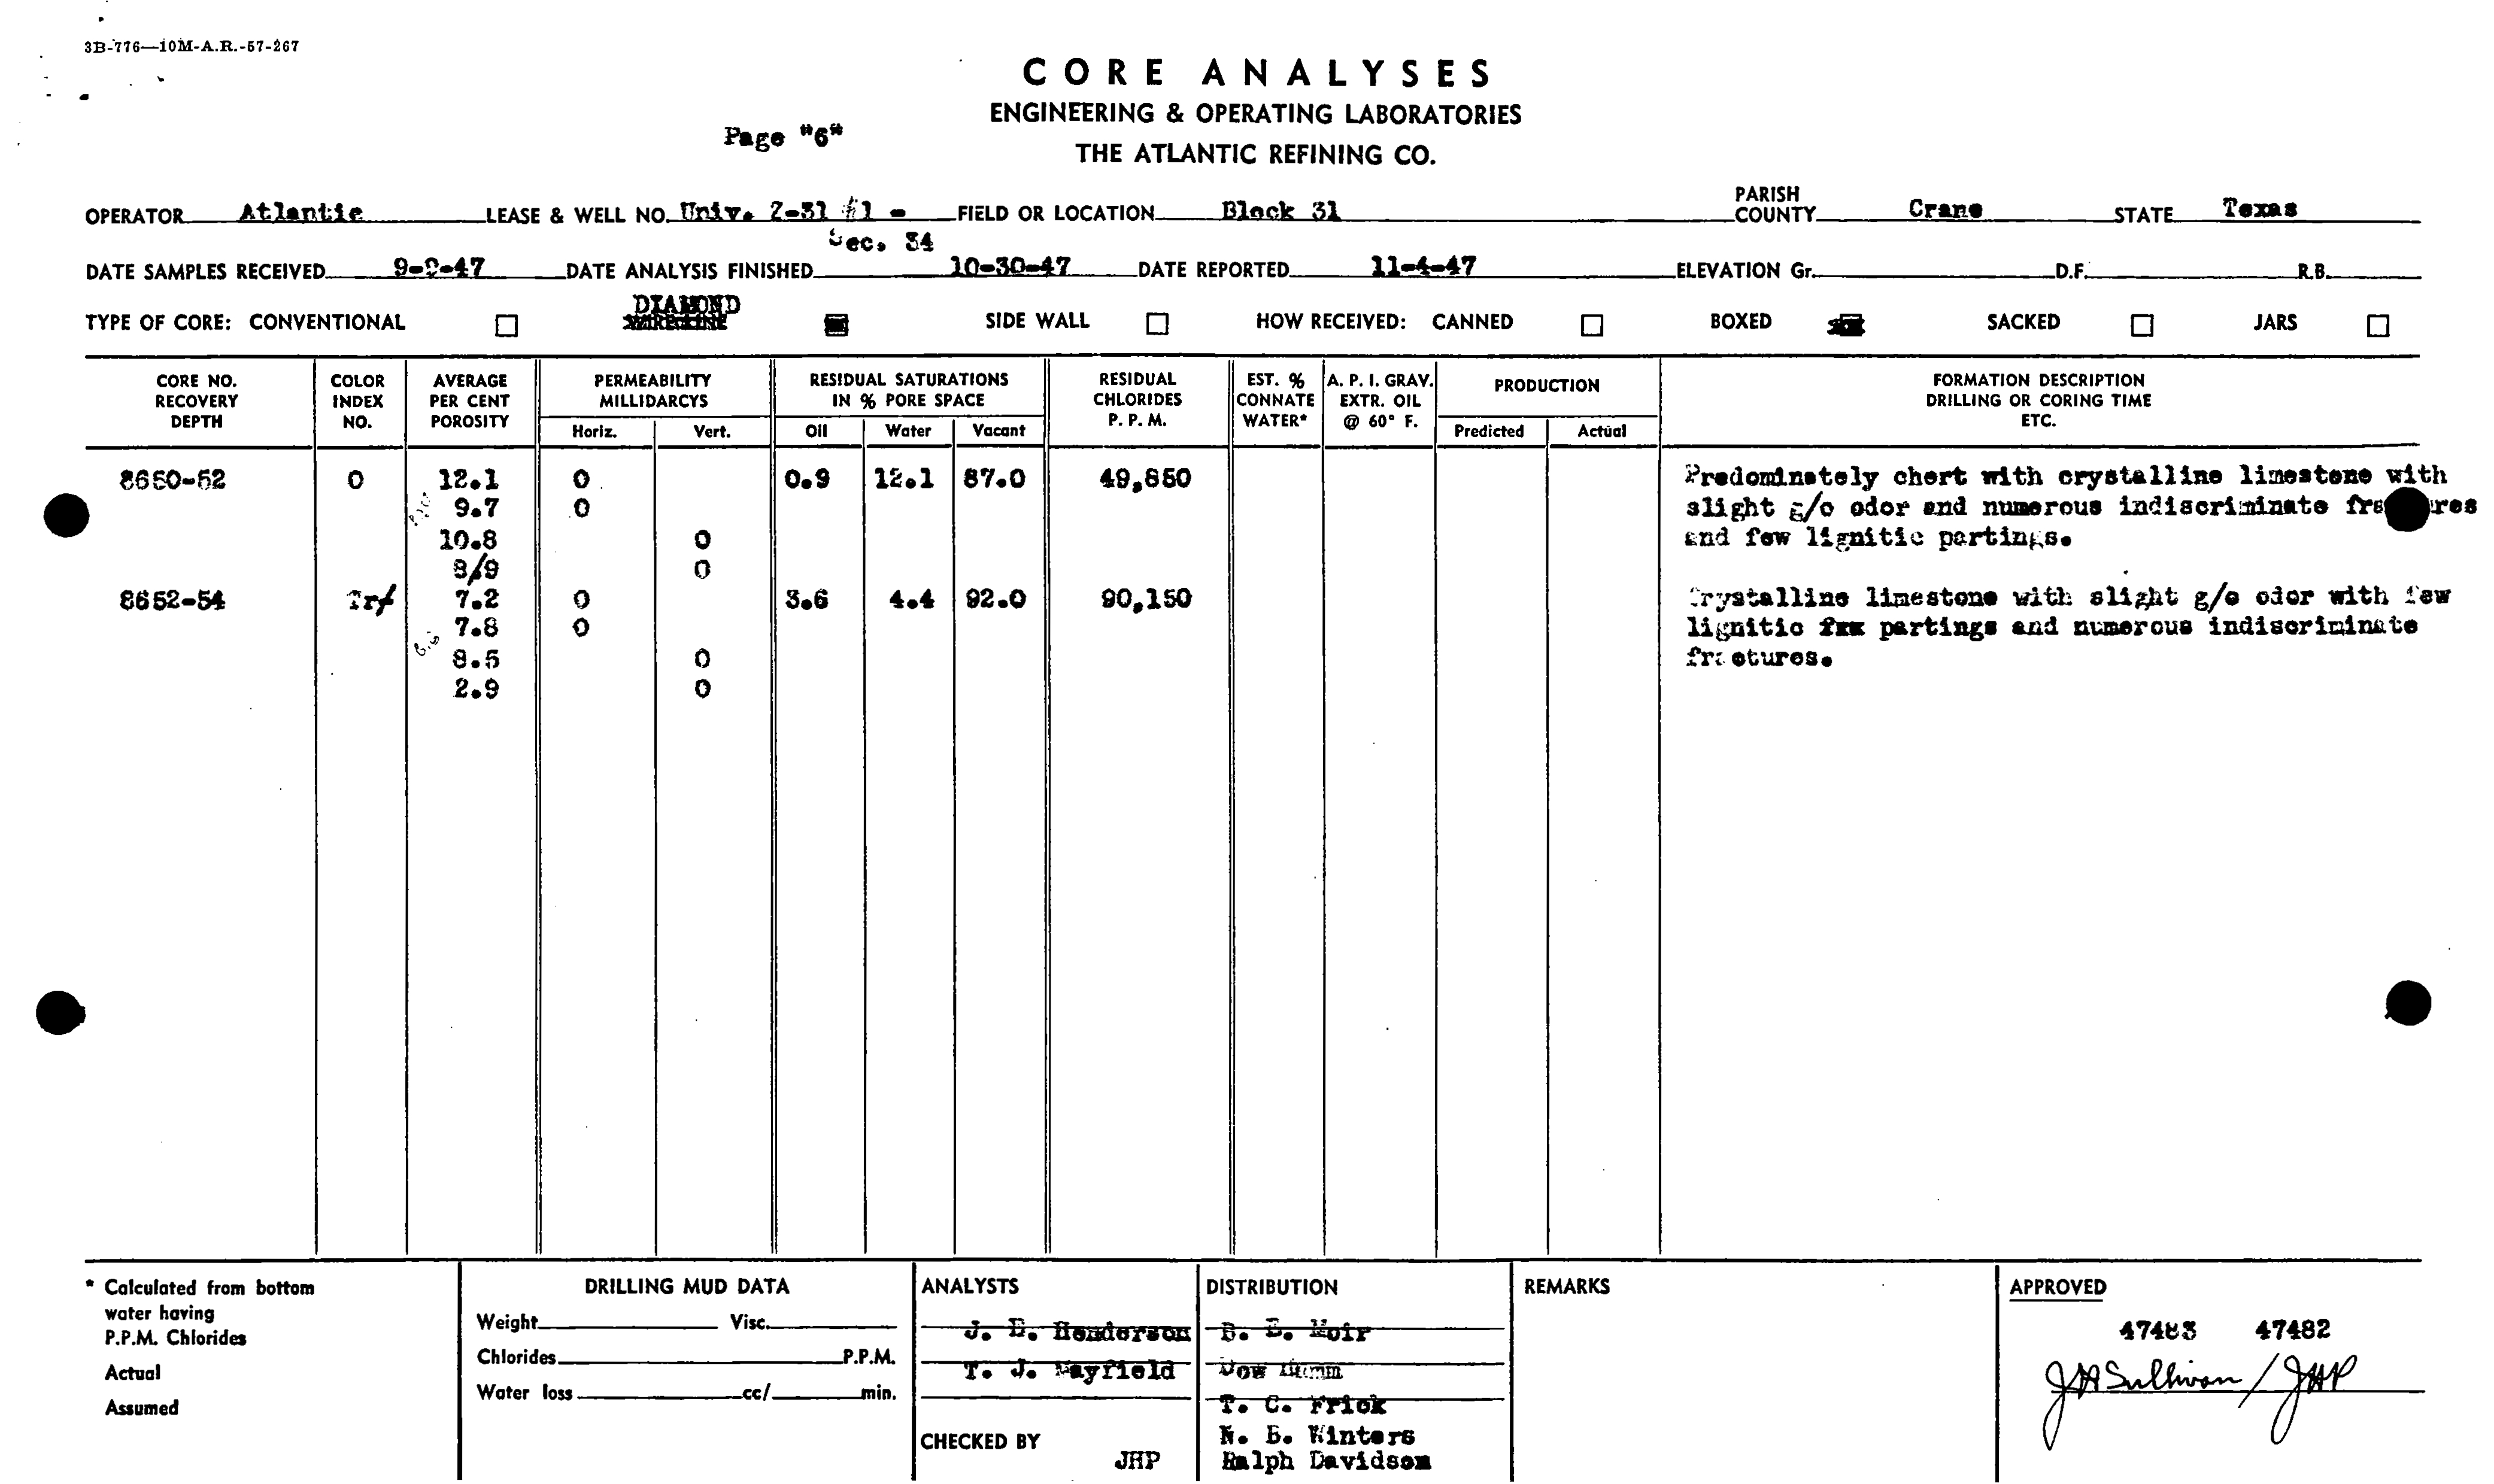 3B-776—10M-A.R.-57-267
CORE ANALYSES
ENGINEERING & OPERATING LABORATORIES
Page "6"
THE ATLANTIC REFINING CO.
OPERATOR Atlantic LEASE & WELL NO. Univ. Z-31 #1 - FIELD OR LOCATION Block 31 PARISH COUNTY Crane STATE Texas
Sec. 34
DATE SAMPLES RECEIVED 9-9-47 DATE ANALYSIS FINISHED 10-30-47 DATE REPORTED 11-4-47 ELEVATION Gr. D.F. R.B.
TYPE OF CORE: CONVENTIONAL DIAMOND SIDE WALL HOW RECEIVED: CANNED BOXED SACKED JARS
CORE NO. RECOVERY DEPTH
COLOR INDEX NO.
AVERAGE PER CENT POROSITY
PERMEABILITY MILLIDARCYS
Horiz. Vert.
RESIDUAL SATURATIONS IN % PORE SPACE
Oil Water Vacant
RESIDUAL CHLORIDES P. P. M.
EST. % CONNATE WATER*
A. P. I. GRAV. EXTR. OIL @ 60° F.
PRODUCTION
Predicted Actual
FORMATION DESCRIPTION DRILLING OR CORING TIME ETC.
8650-52 0 12.1 0 0.9 12.1 87.0 49,850 Predominately chert with crystalline limestone with
9.7 0 slight g/o odor and numerous indiscriminate fra res
10.8 0 and few lignitic partings.
8/9 0
8652-54 Tr/ 7.2 0 3.6 4.4 92.0 90,150 Crystalline limestone with slight g/o odor with few
7.8 0 lignitic fxx partings and numerous indiscriminate
8.5 0 fractures.
2.9 0
* Calculated from bottom
water having
P.P.M. Chlorides
Actual
Assumed
DRILLING MUD DATA
Weight Visc.
Chlorides P.P.M.
Water loss cc/ min.
ANALYSTS
J. E. Henderson
T. J. Mayfield
CHECKED BY
JHP
DISTRIBUTION
B. E. Moir
Dow Hamm
T. C. Frick
N. B. Winters
Ralph Davidson
REMARKS
APPROVED
47483 47482
JH Sullivan / JHP